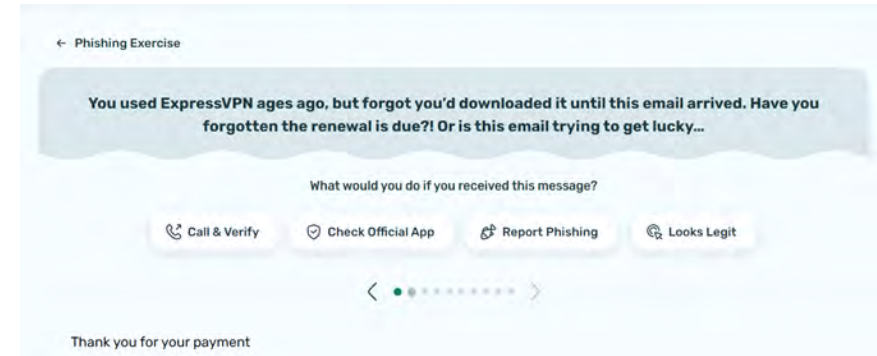 ← Phishing Exercise
You used ExpressVPN ages ago, but forgot you'd downloaded it until this email arrived. Have you
forgotten the renewal is due?! Or is this email trying to get lucky...
What would you do if you received this message?
Call & Verify Check Official App Report Phishing Looks Legit
Thank you for your payment